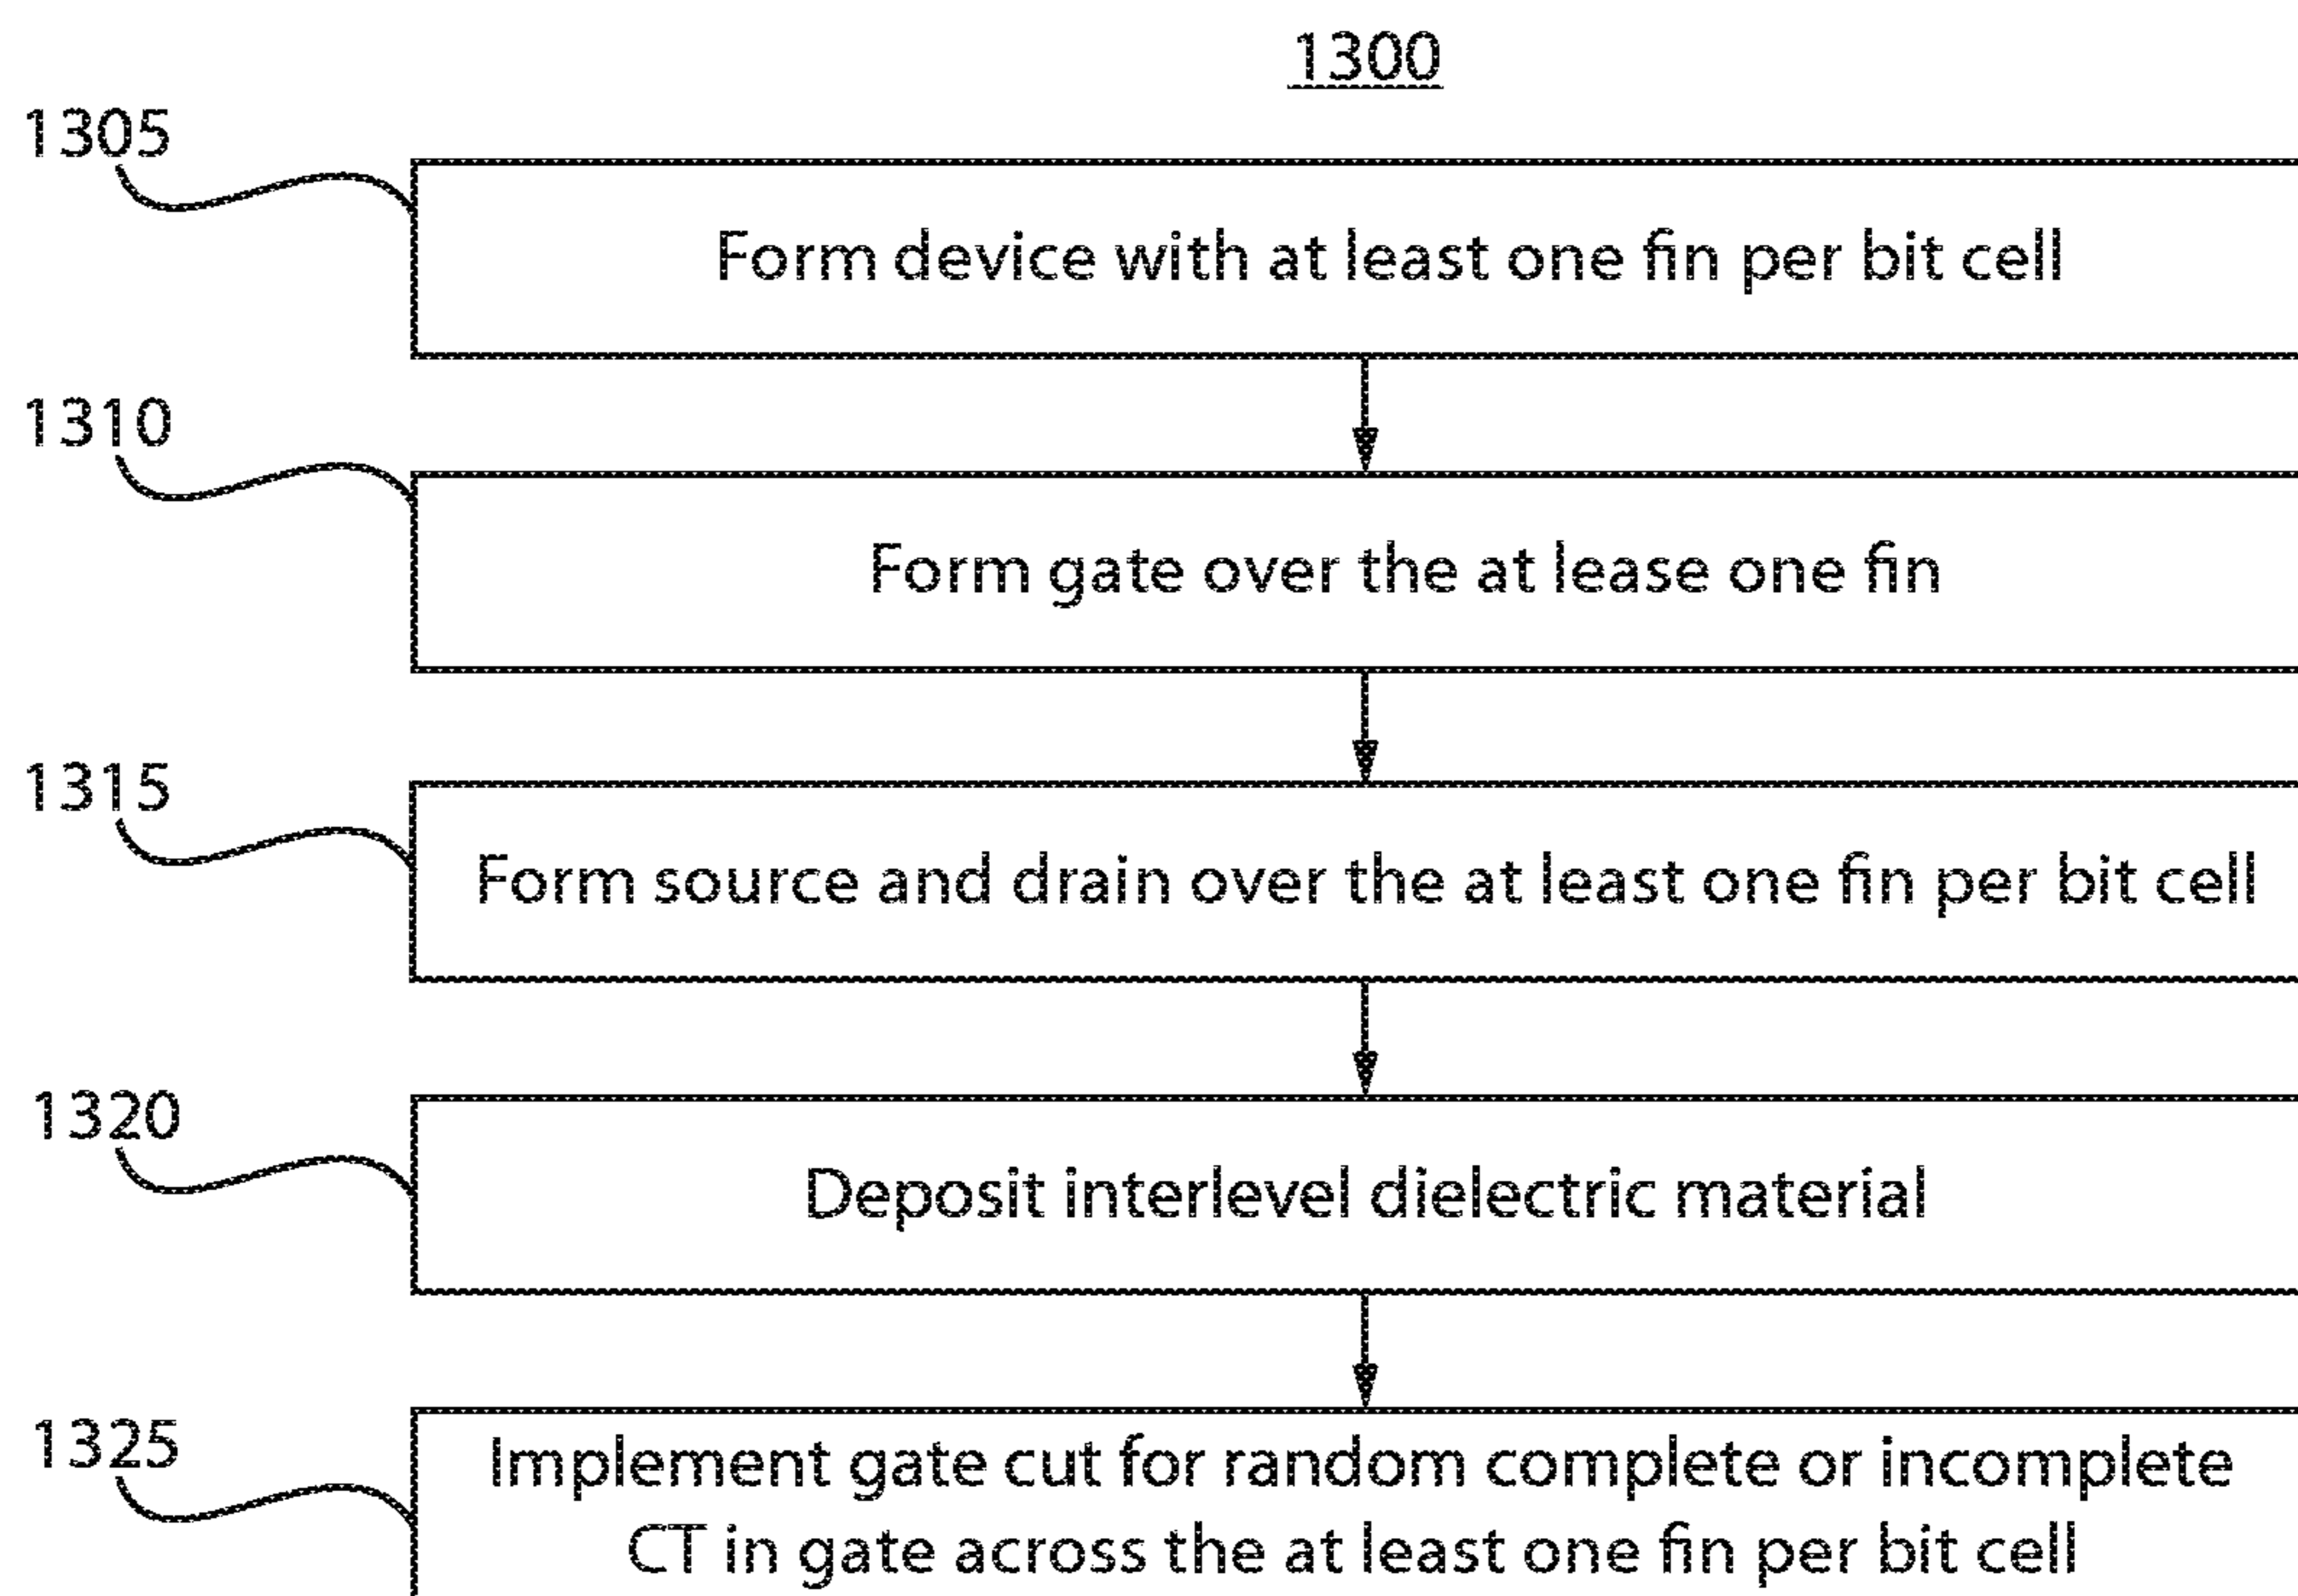 1300
1305
Form device with at least one fin per bit cell
1310
Form gate over the at lease one fin
1315
Form source and drain over the at least one fin per bit cell
1320
Deposit interlevel dielectric material
1325
Implement gate cut for random complete or incomplete
CT in gate across the at least one fin per bit cell